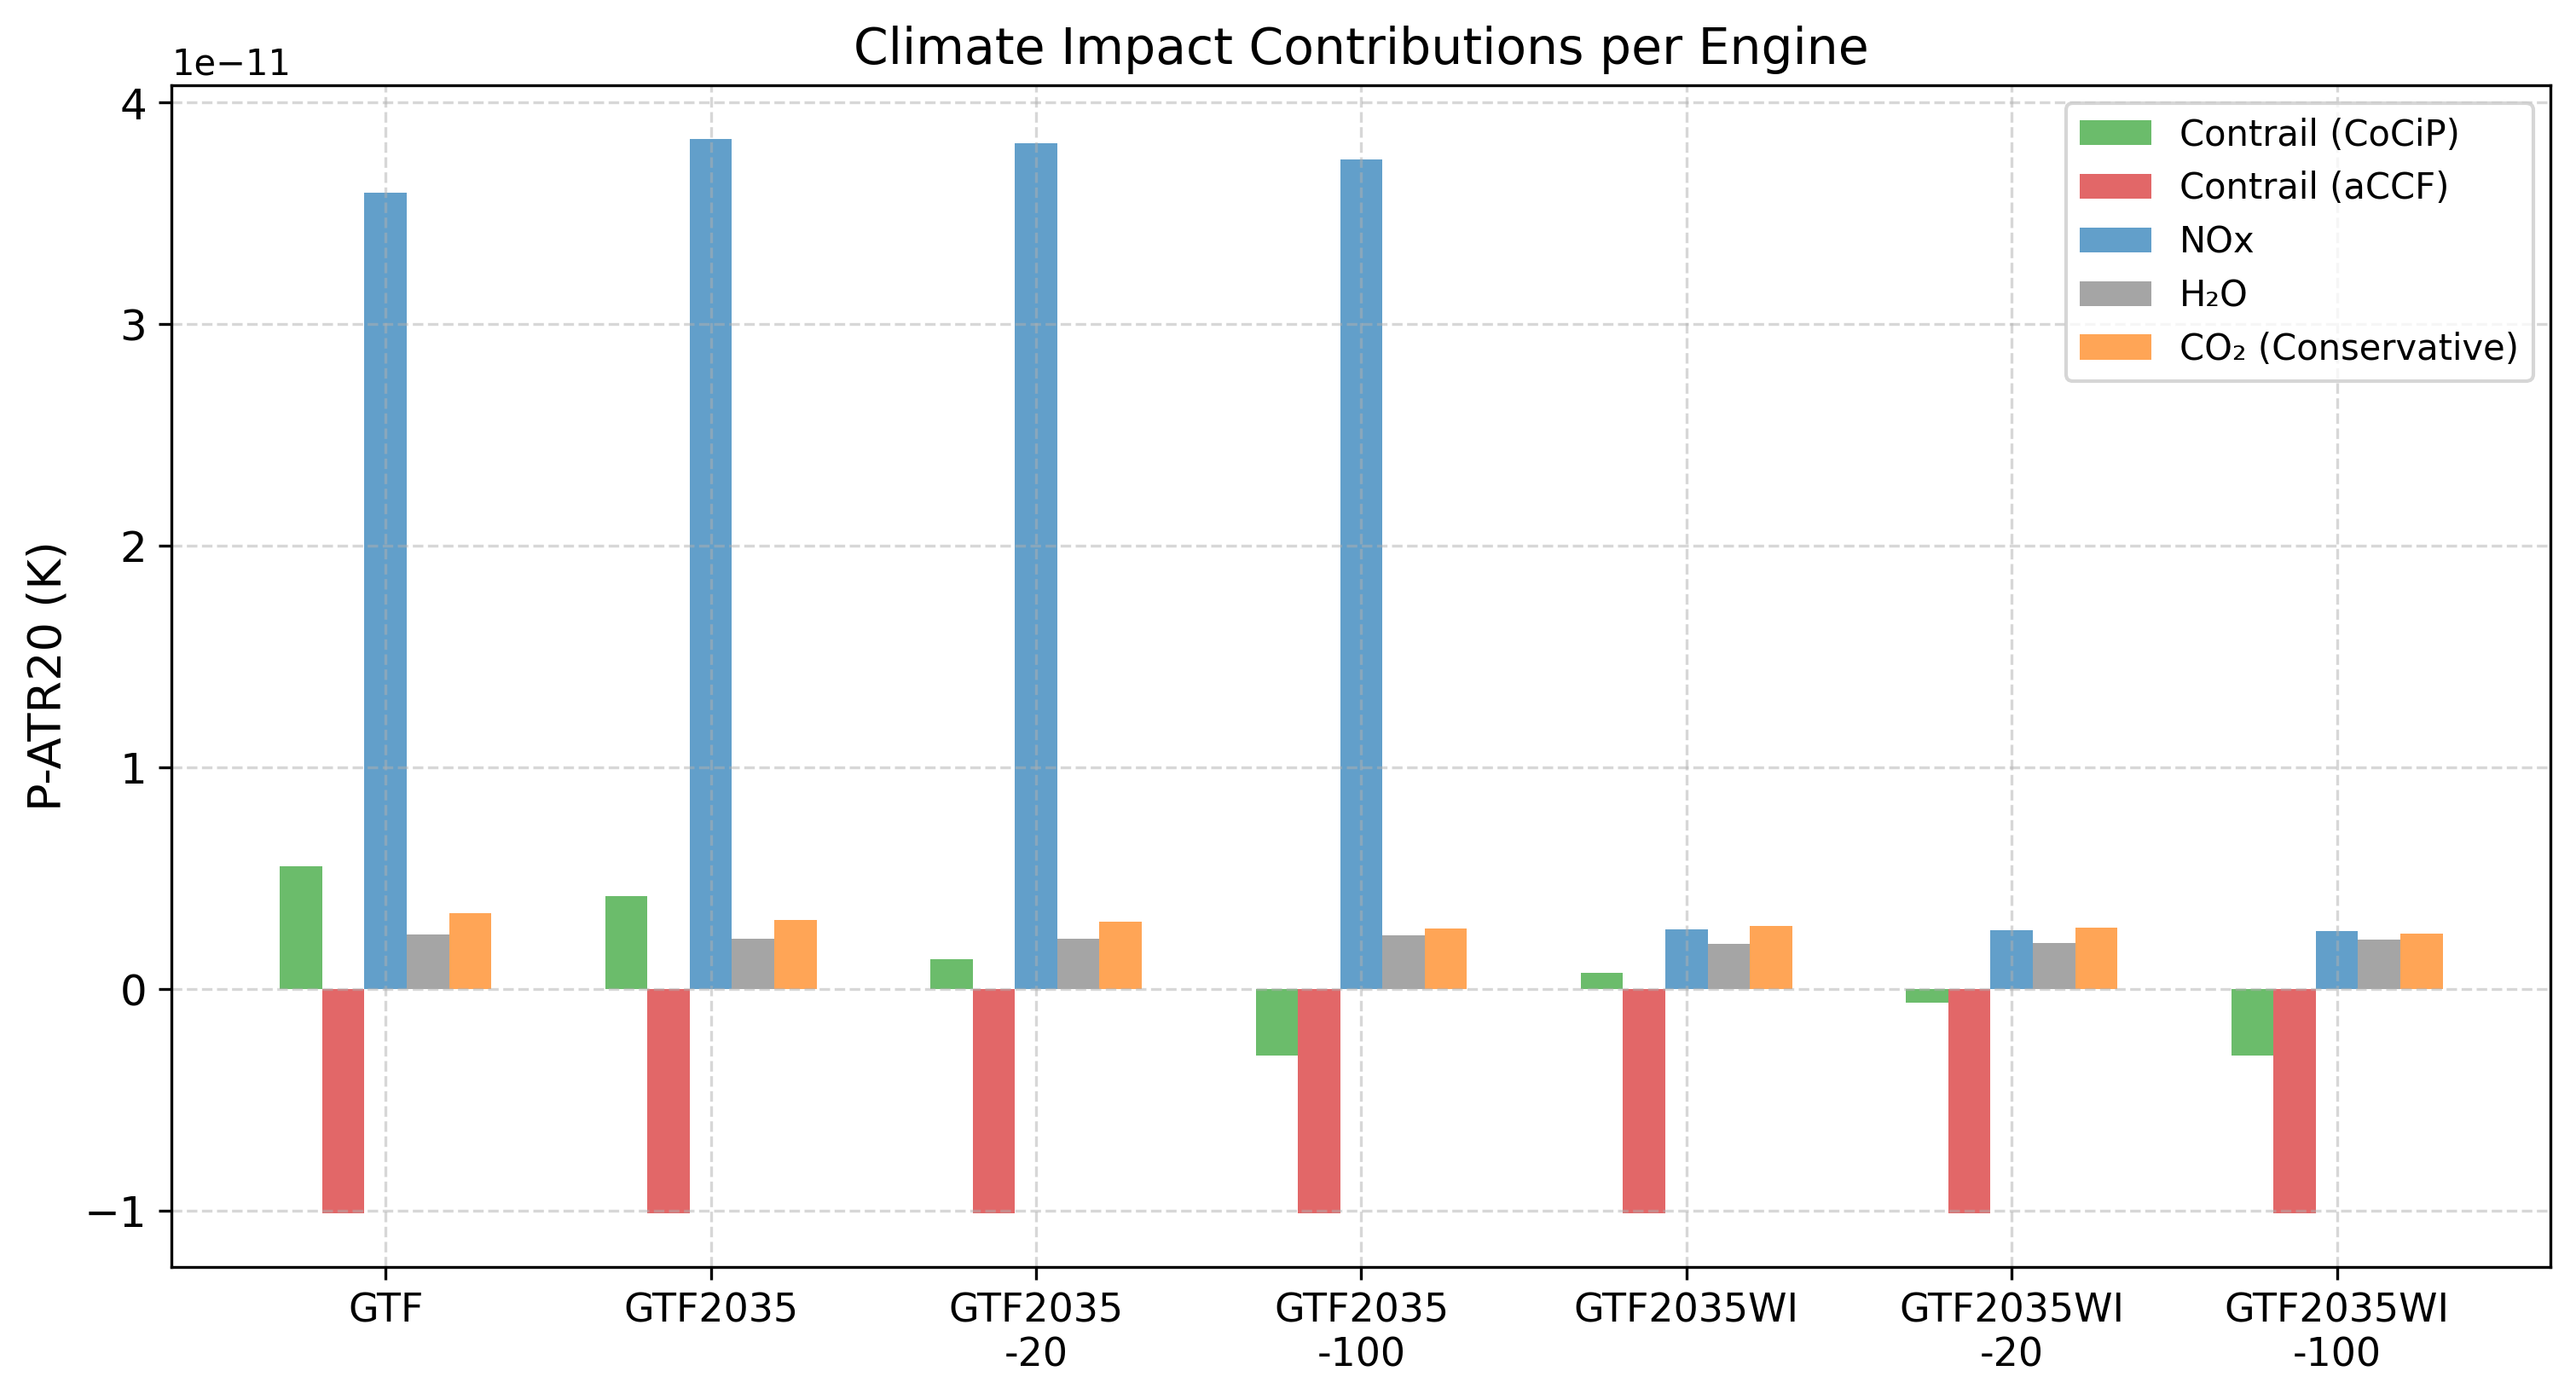 Climate Impact Contributions per Engine
1e−11
4
3
2
1
0
−1
P-ATR20 (K)
Contrail (CoCiP)
Contrail (aCCF)
NOx
H₂O
CO₂ (Conservative)
GTF
GTF2035
GTF2035
-20
GTF2035
-100
GTF2035WI
GTF2035WI
-20
GTF2035WI
-100